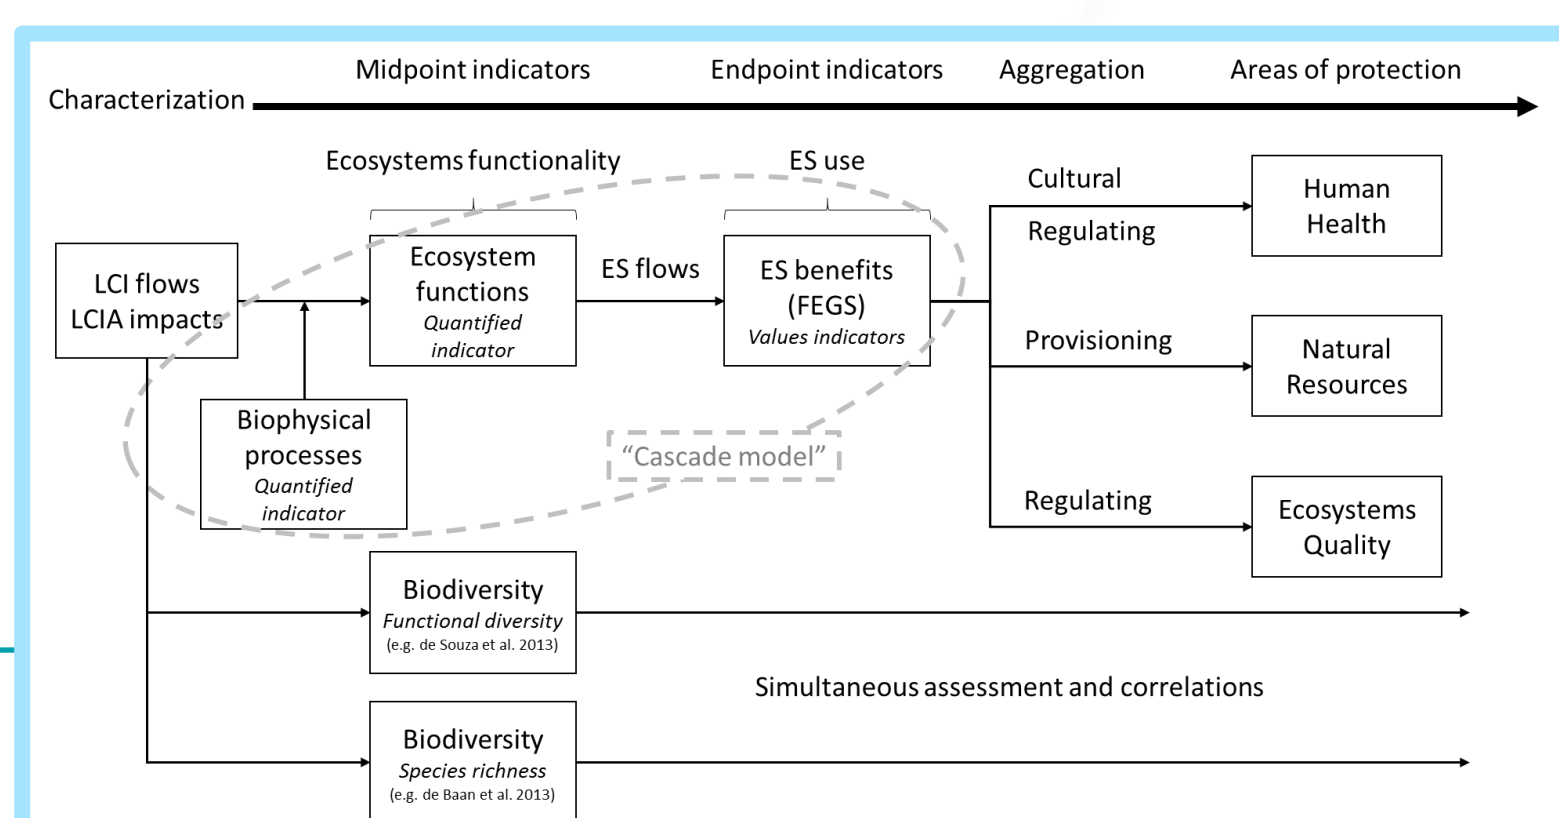 Midpoint indicators
Endpoint indicators
Aggregation
Areas of protection
Characterization
Ecosystems functionality
ES use
Cultural
Regulating
Human
Health
LCI flows
LCIA impacts
Ecosystem
functions
Quantified
indicator
ES flows
ES benefits
(FEGS)
Values indicators
Provisioning
Natural
Resources
Biophysical
processes
Quantified
indicator
“Cascade model”
Regulating
Ecosystems
Quality
Biodiversity
Functional diversity
(e.g. de Souza et al. 2013)
Simultaneous assessment and correlations
Biodiversity
Species richness
(e.g. de Baan et al. 2013)